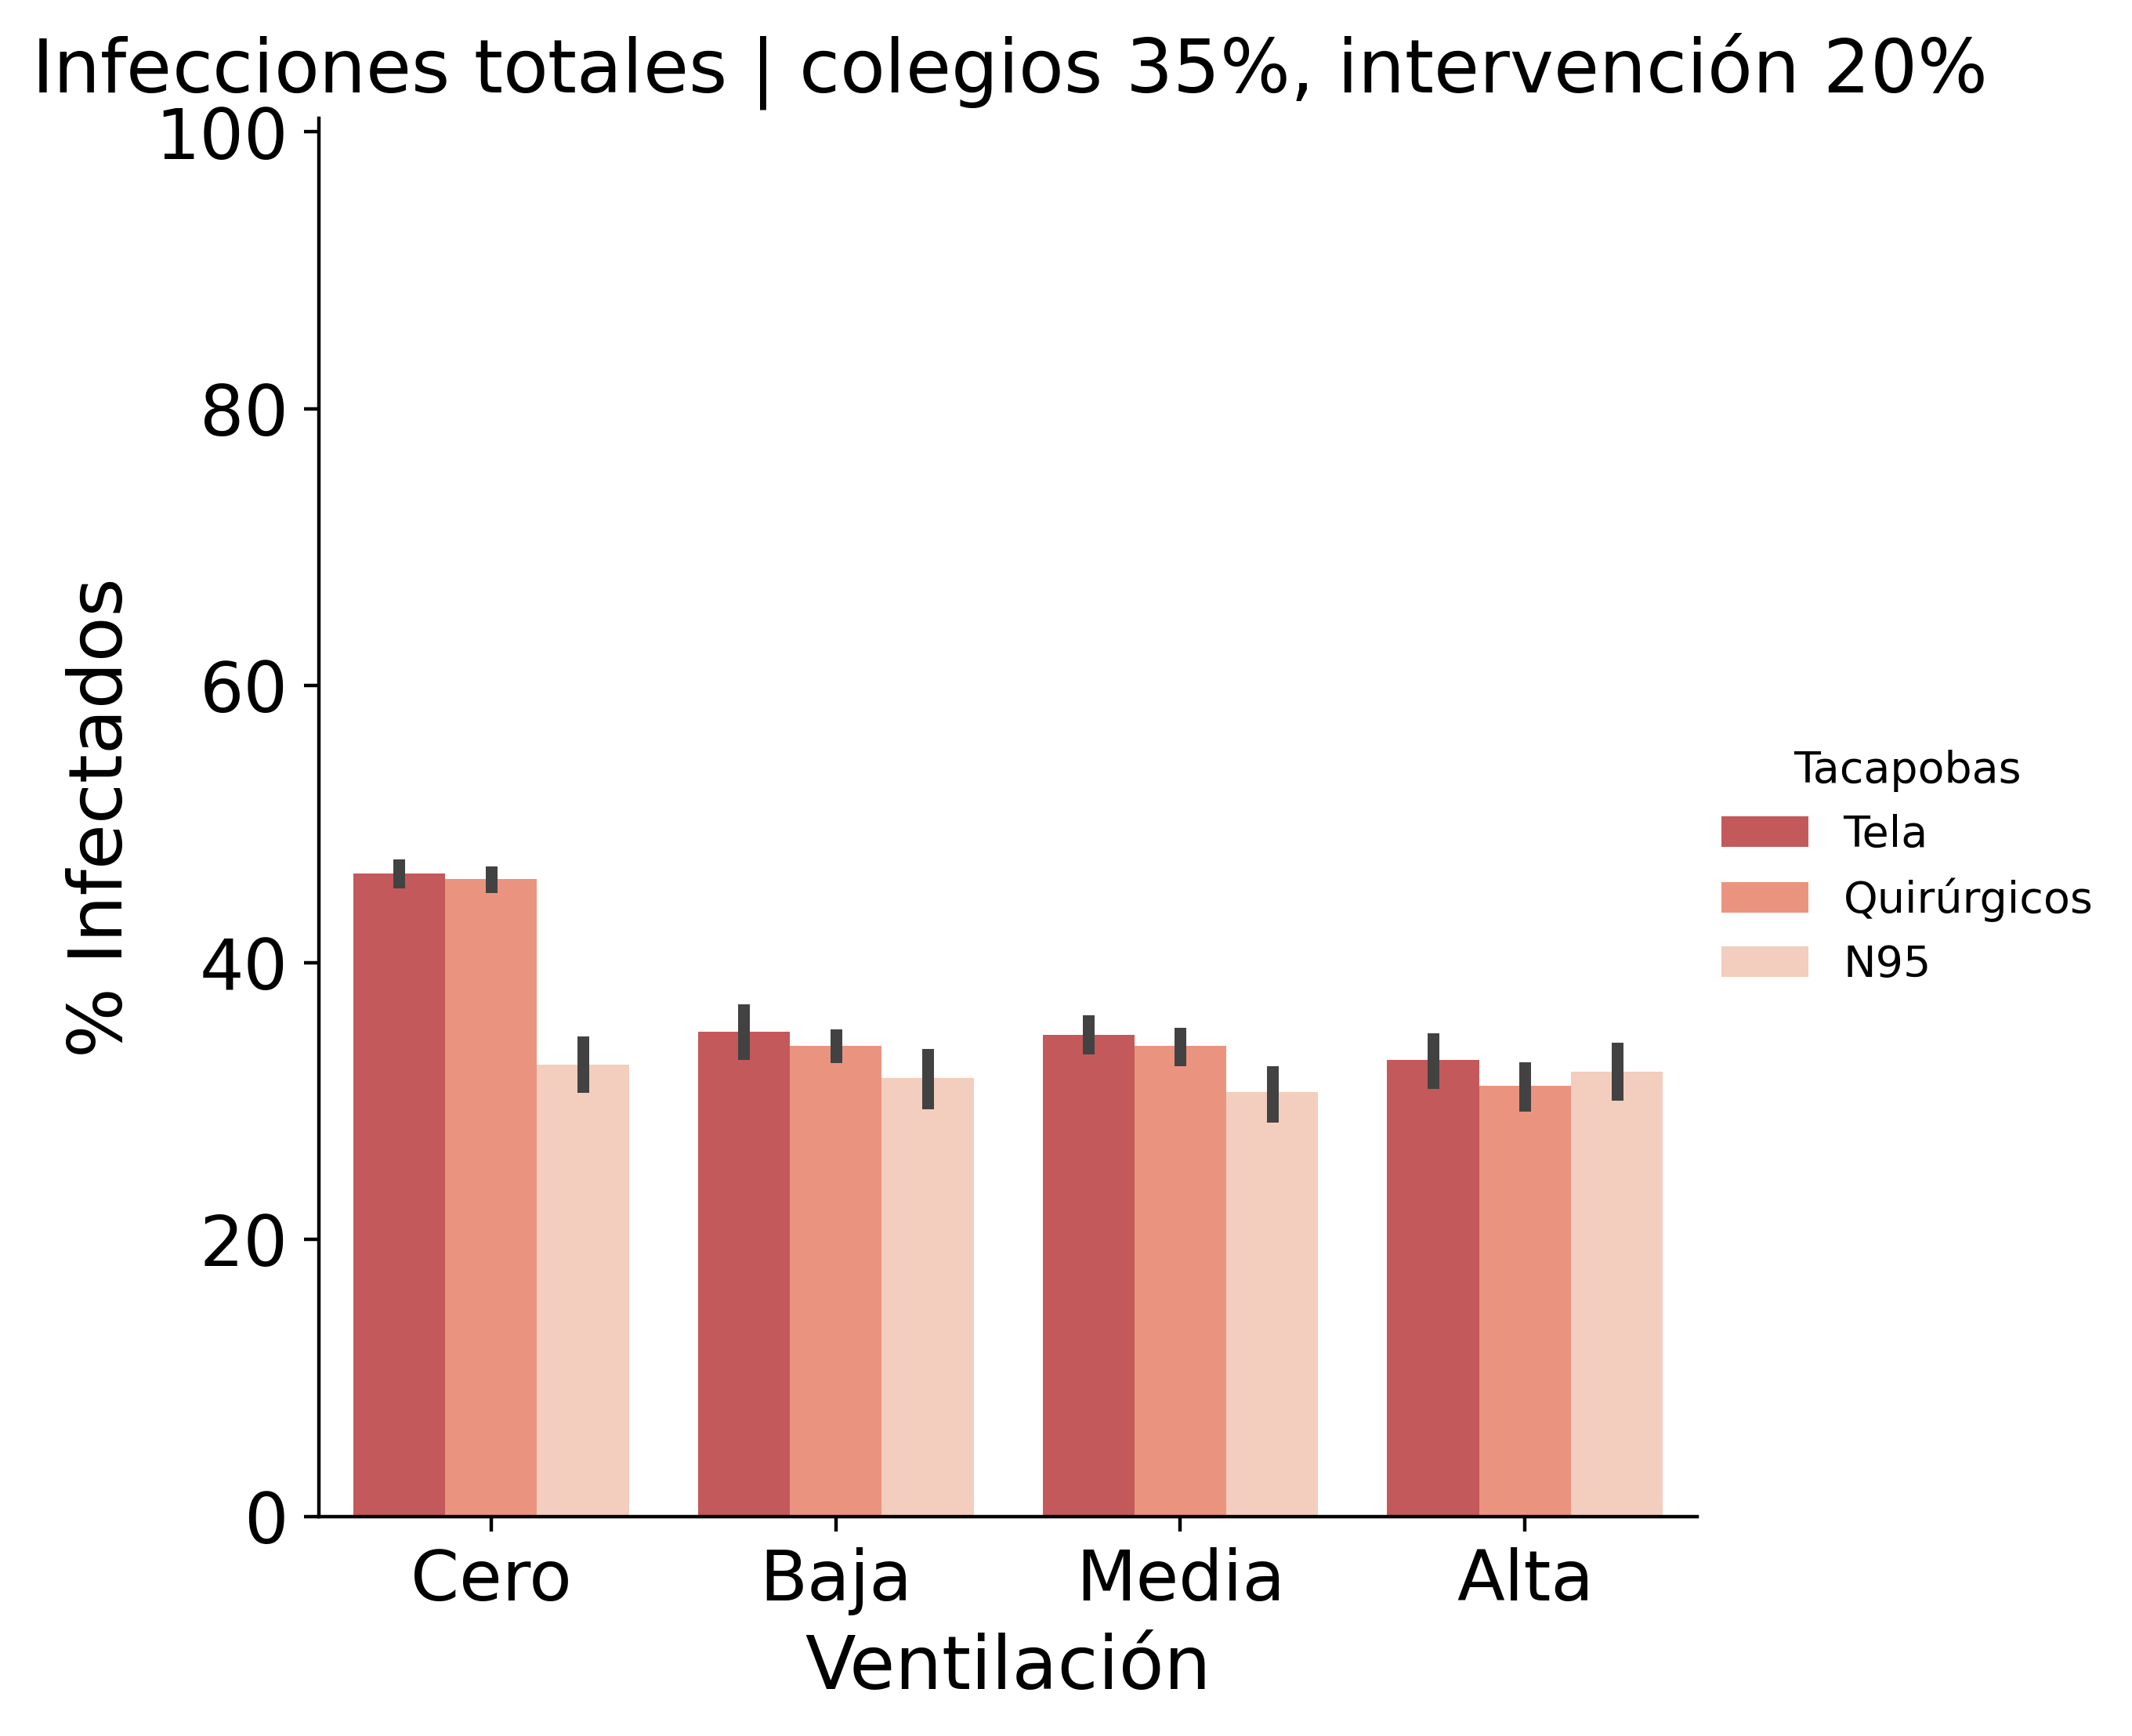 Infecciones totales | colegios 35%, intervención 20%
100
80
60
40
20
0
% Infectados
Cero
Baja
Media
Alta
Ventilación
Tacapobas
Tela
Quirúrgicos
N95